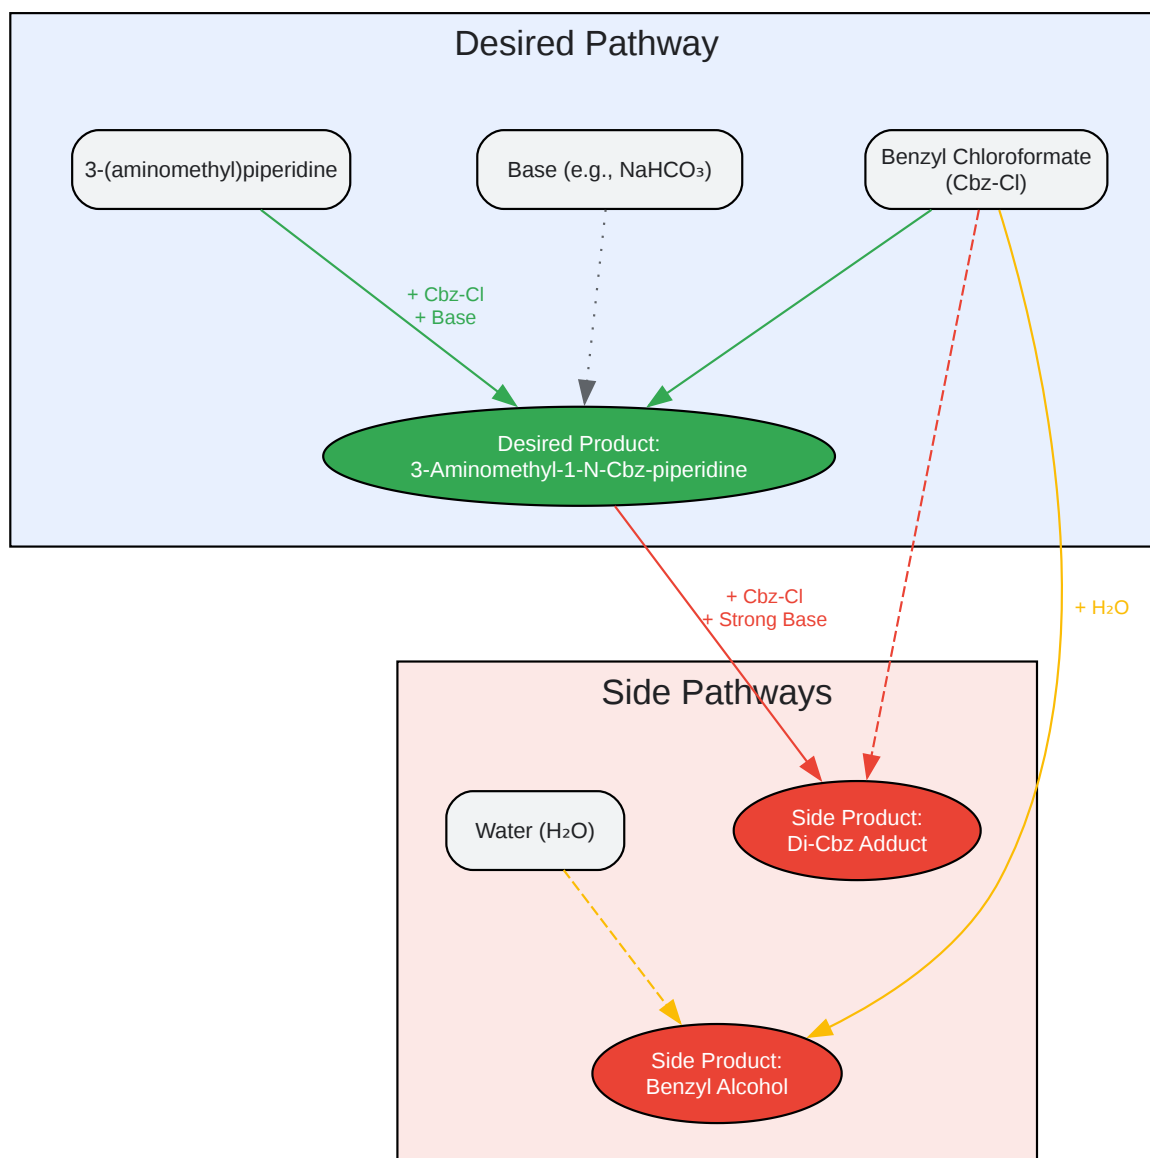 Desired Pathway
3-(aminomethyl)piperidine
Base (e.g., NaHCO₃)
Benzyl Chloroformate
(Cbz-Cl)
+ Cbz-Cl
+ Base
Desired Product:
3-Aminomethyl-1-N-Cbz-piperidine
+ Cbz-Cl
+ Strong Base
+ H₂O
Side Pathways
Water (H₂O)
Side Product:
Di-Cbz Adduct
Side Product:
Benzyl Alcohol